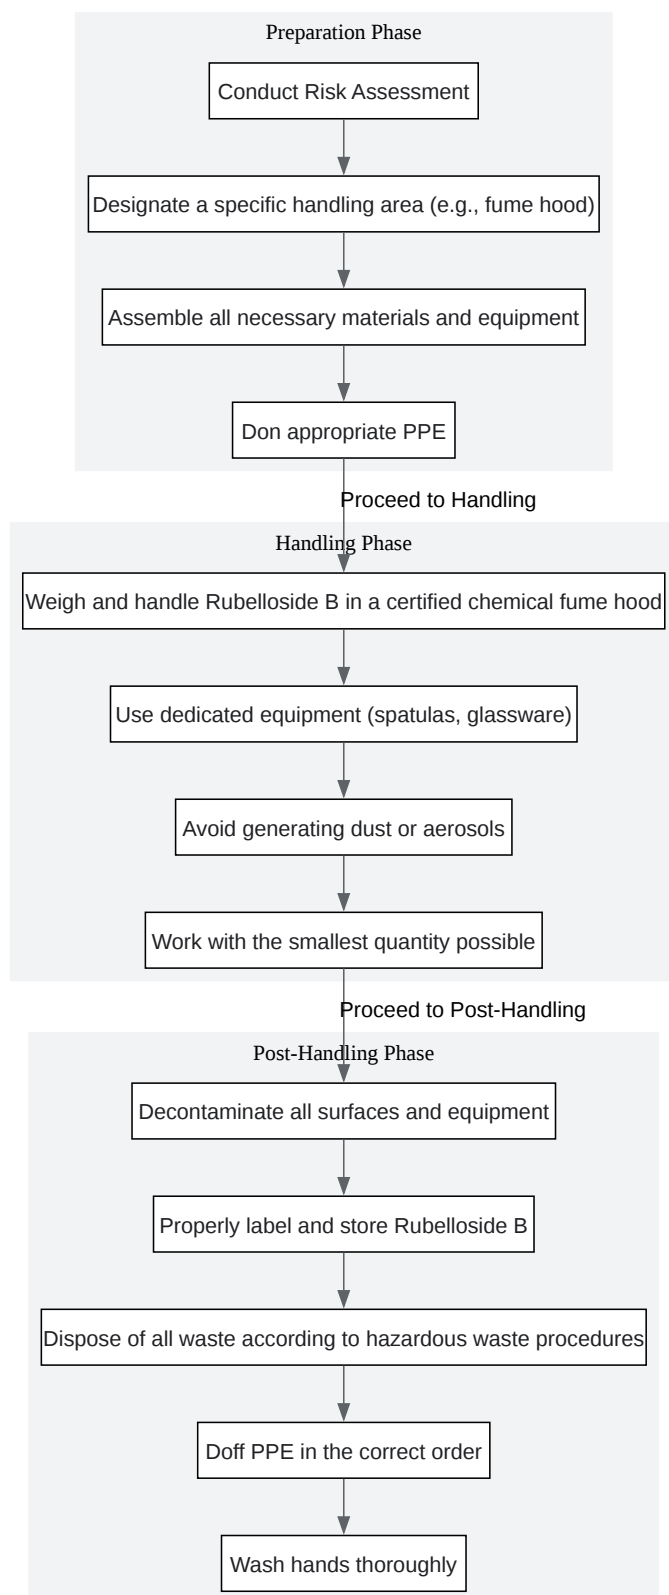 Preparation Phase
Conduct Risk Assessment
Designate a specific handling area (e.g., fume hood)
Assemble all necessary materials and equipment
Don appropriate PPE
Proceed to Handling
Handling Phase
Weigh and handle Rubelloside B in a certified chemical fume hood
Use dedicated equipment (spatulas, glassware)
Avoid generating dust or aerosols
Work with the smallest quantity possible
Proceed to Post-Handling
Post-Handling Phase
Decontaminate all surfaces and equipment
Properly label and store Rubelloside B
Dispose of all waste according to hazardous waste procedures
Doff PPE in the correct order
Wash hands thoroughly